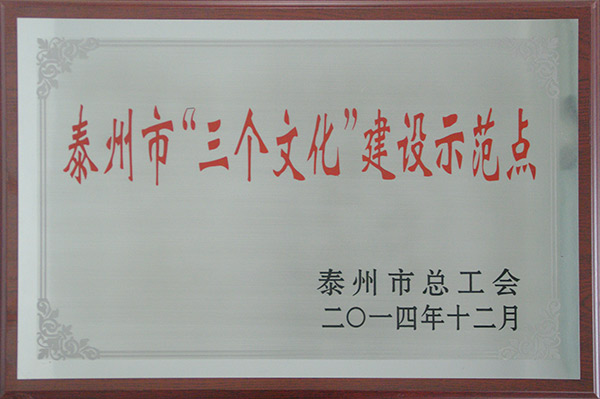 泰州市“三个文化”建设示范点
泰州市总工会
二〇一四年十二月